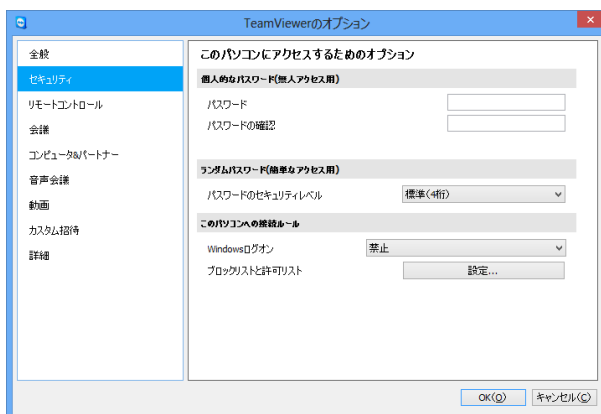 TeamViewerのオプション
全般
セキュリティ
リモートコントロール
会議
コンピュータ&パートナー
音声会議
動画
カスタム招待
詳細
このパソコンにアクセスするためのオプション
個人的なパスワード(無人アクセス用)
パスワード
パスワードの確認
ランダムパスワード(簡単なアクセス用)
パスワードのセキュリティレベル 標準(4桁)
このパソコンへの接続ルール
Windowsログオン 禁止
ブロックリストと許可リスト 設定...
OK(O) キャンセル(C)